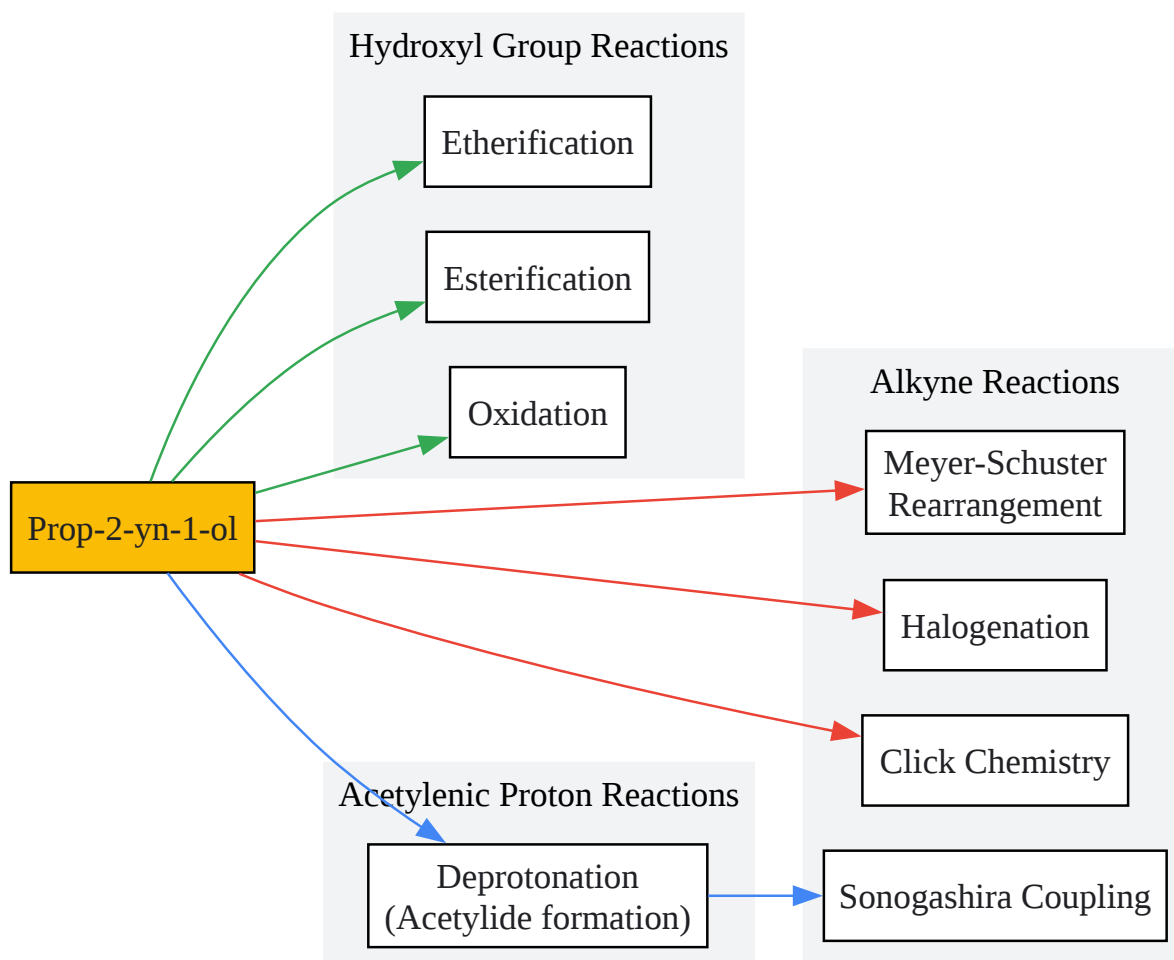 Hydroxyl Group Reactions
Etherification
Esterification
Oxidation
Prop-2-yn-1-ol
Alkyne Reactions
Meyer-Schuster
Rearrangement
Halogenation
Click Chemistry
Acetylenic Proton Reactions
Deprotonation
(Acetylide formation)
Sonogashira Coupling